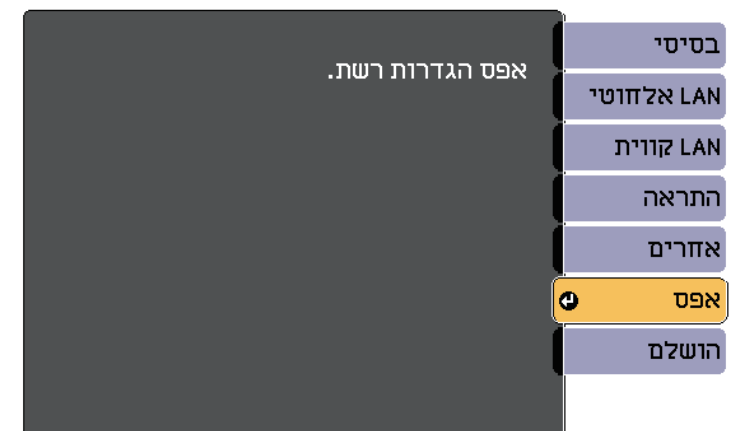 בסיסי
אפס הגדרות רשת.
LAN אלחוטי
LAN קווית
התראה
אחרים
אפס
הושלם